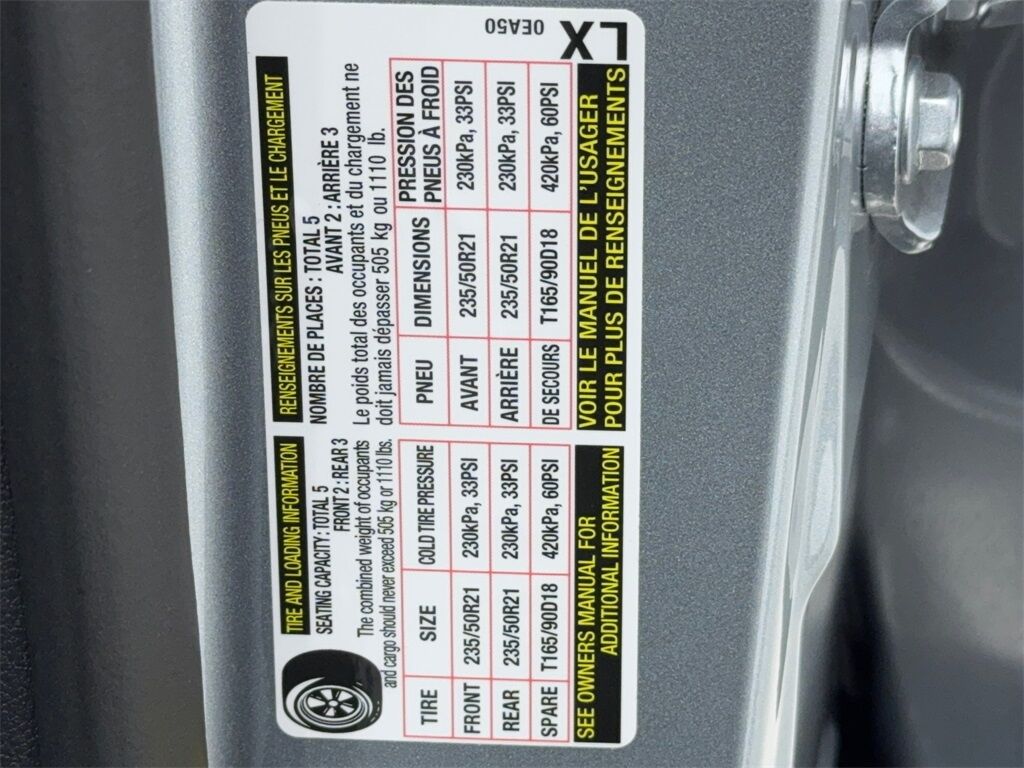 TIRE AND LOADING INFORMATION
SEATING CAPACITY: TOTAL 5
FRONT 2 : REAR 3
The combined weight of occupants
and cargo should never exceed 505 kg or 1110 lbs.
TIRE SIZE COLD TIRE PRESSURE
FRONT 235/50R21 230kPa, 33PSI
REAR 235/50R21 230kPa, 33PSI
SPARE T165/90D18 420kPa, 60PSI
SEE OWNERS MANUAL FOR
ADDITIONAL INFORMATION
RENSEIGNEMENTS SUR LES PNEUS ET LE CHARGEMENT
NOMBRE DE PLACES : TOTAL 5
AVANT 2 : ARRIÈRE 3
Le poids total des occupants et du chargement ne
doit jamais dépasser 505 kg ou 1110 lb.
PNEU DIMENSIONS PRESSION DES
PNEUS À FROID
AVANT 235/50R21 230kPa, 33PSI
ARRIÈRE 235/50R21 230kPa, 33PSI
DE SECOURS T165/90D18 420kPa, 60PSI
VOIR LE MANUEL DE L'USAGER
POUR PLUS DE RENSEIGNEMENTS
0EA50
LX